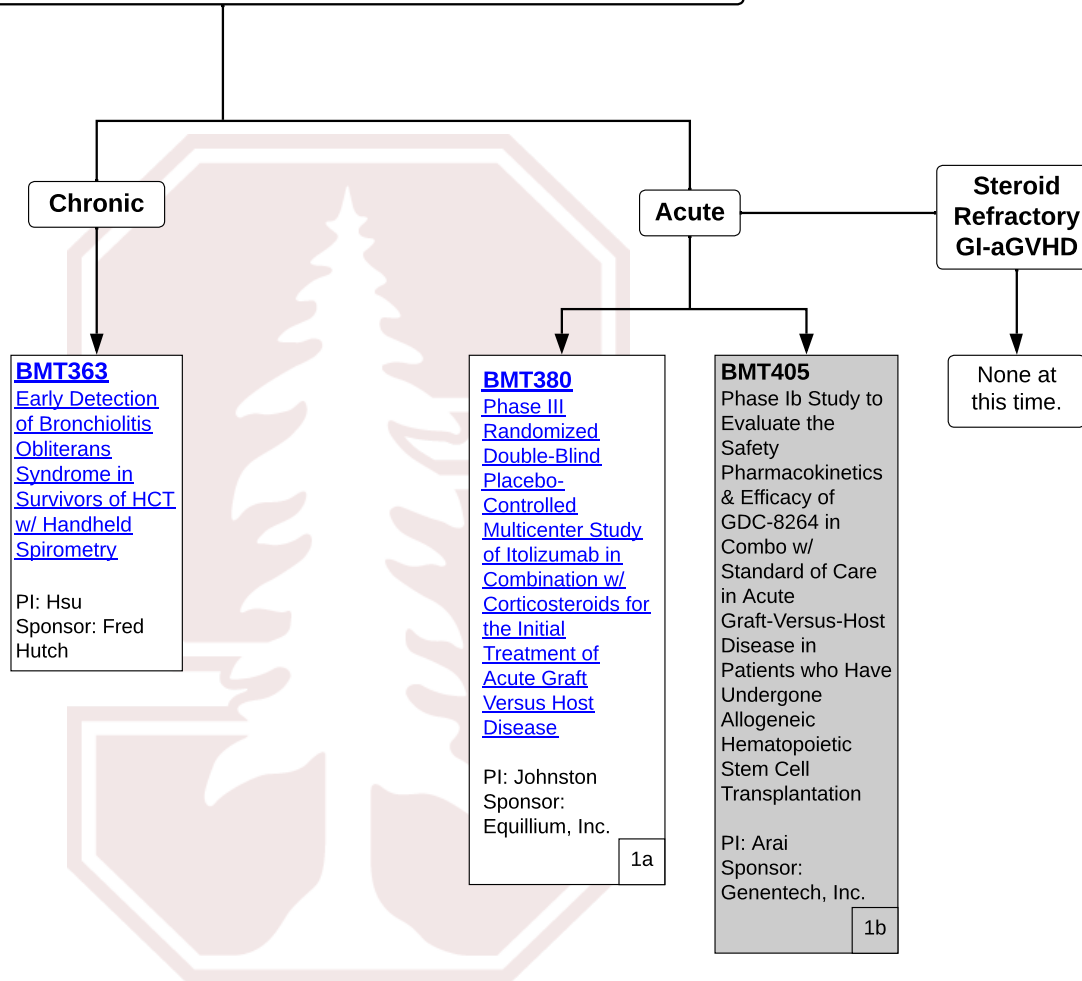 Chronic
Acute
Steroid
Refractory
GI-aGVHD
BMT363
Early Detection
of Bronchiolitis
Obliterans
Syndrome in
Survivors of HCT
w/ Handheld
Spirometry
PI: Hsu
Sponsor: Fred
Hutch
BMT380
Phase III
Randomized
Double-Blind
Placebo-
Controlled
Multicenter Study
of Itolizumab in
Combination w/
Corticosteroids for
the Initial
Treatment of
Acute Graft
Versus Host
Disease
PI: Johnston
Sponsor:
Equillium, Inc.
1a
BMT405
Phase Ib Study to
Evaluate the
Safety
Pharmacokinetics
& Efficacy of
GDC-8264 in
Combo w/
Standard of Care
in Acute
Graft-Versus-Host
Disease in
Patients who Have
Undergone
Allogeneic
Hematopoietic
Stem Cell
Transplantation
PI: Arai
Sponsor:
Genentech, Inc.
1b
None at
this time.